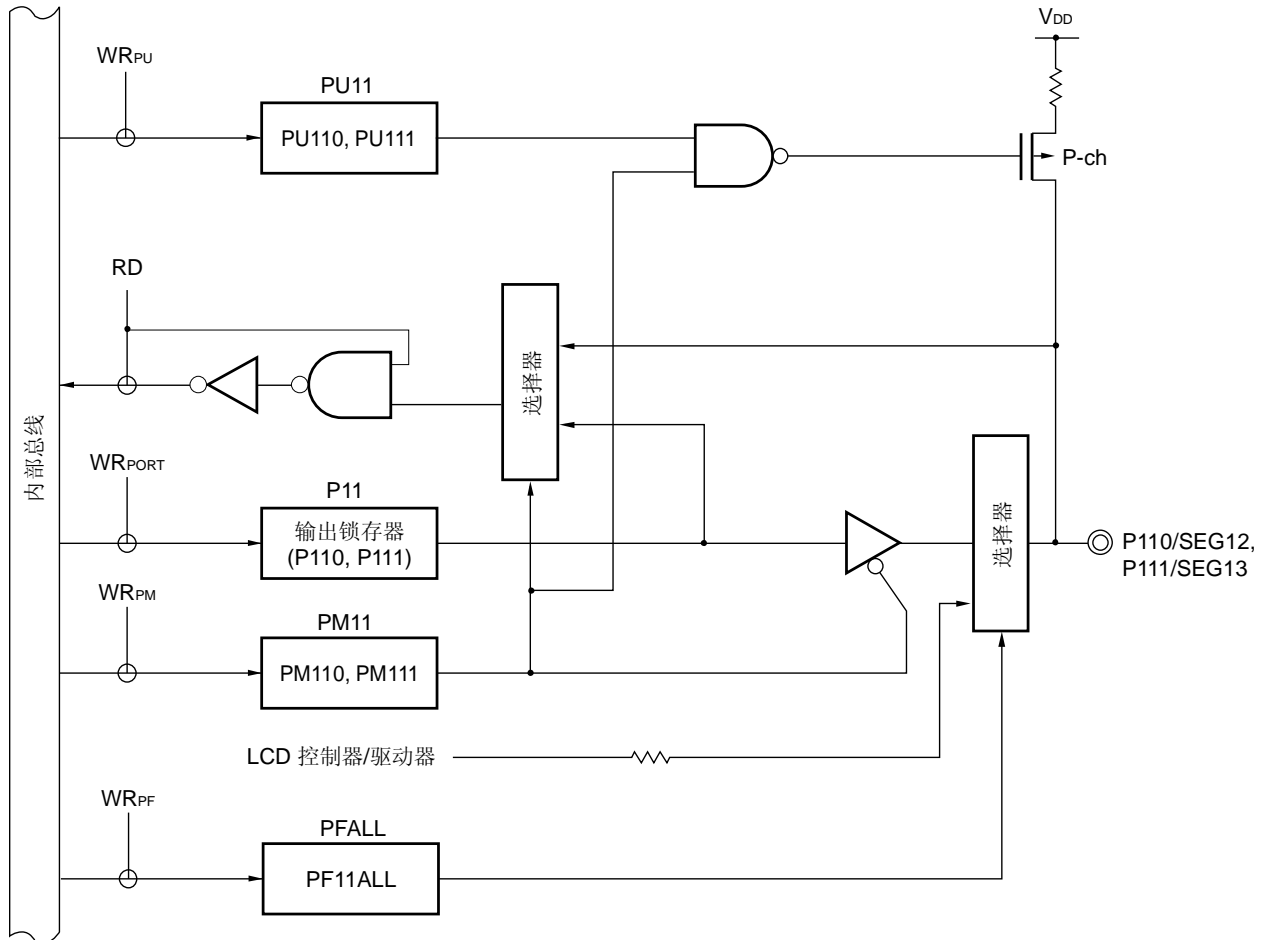 VDD
WRPU
PU11
PU110, PU111
P-ch
RD
选择器
内部总线
WRPORT
P11
输出锁存器
(P110, P111)
选择器
P110/SEG12,
P111/SEG13
WRPM
PM11
PM110, PM111
LCD 控制器/驱动器
WRPF
PFALL
PF11ALL